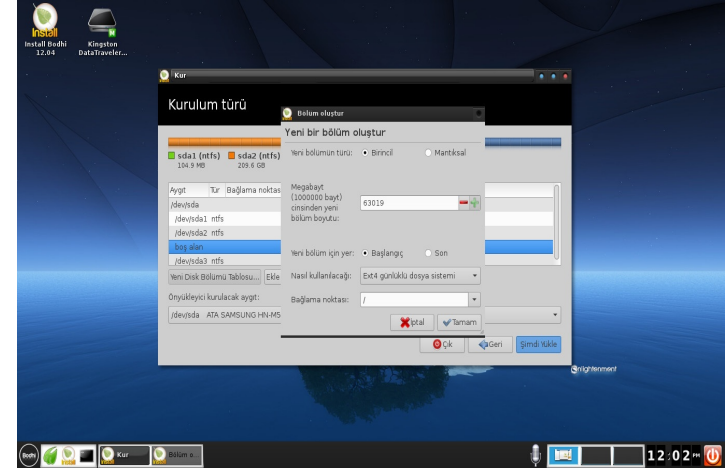 Install
Install Bodhi
12.04
Kingston
DataTraveler...
Kur
Kurulum türü
sda1 (ntfs)
104.9 MB
sda2 (ntfs)
209.6 GB
Aygıt Tür Bağlama noktas
/dev/sda
/dev/sda1 ntfs
/dev/sda2 ntfs
boş alan
/dev/sda3 ntfs
Yeni Disk Bölümü Tablosu... Ekle
Önyükleyici kurulacak aygıt:
/dev/sda ATA SAMSUNG HN-M5
Çık
Geri
Şimdi Yükle
Bölüm oluştur
Yeni bir bölüm oluştur
Yeni bölümün türü: Birincil Mantıksal
Megabayt
(1000000 bayt)
cinsinden yeni
bölüm boyutu:
63019
Yeni bölüm için yer: Başlangıç Son
Nasıl kullanılacağı: Ext4 günlüklü dosya sistemi
Bağlama noktası: /
İptal
Tamam
enlightenment
Bodhi
Kur
Bölüm o...
12:02 PM